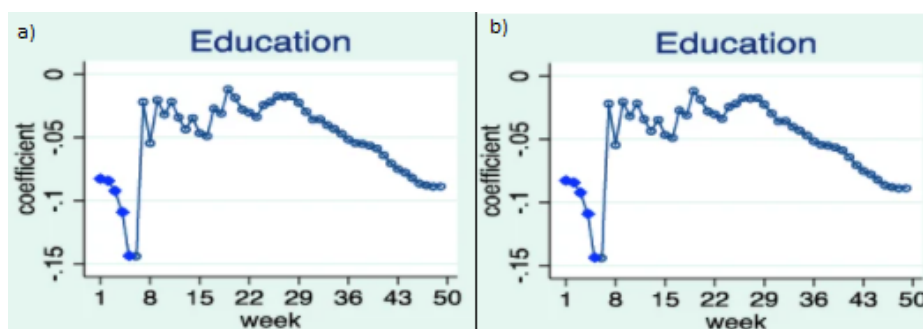 a)
Education
0
-.05
-.1
-.15
coefficient
1 8 15 22 29 36 43 50
week
b)
Education
0
-.05
-.1
-.15
coefficient
1 8 15 22 29 36 43 50
week